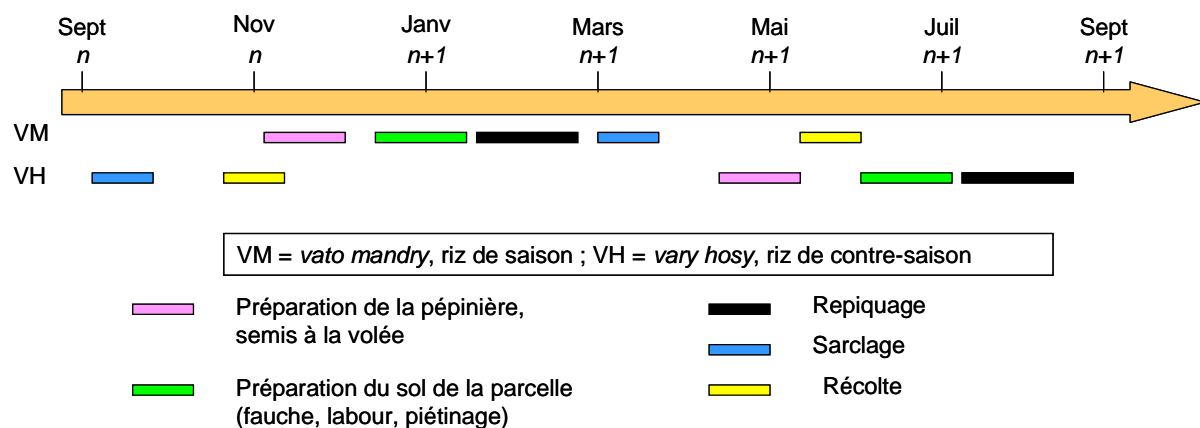 Sept Nov Janv Mars Mai Juil Sept
n n n+1 n+1 n+1 n+1 n+1
VM
VH
VM = vato mandry, riz de saison ; VH = vary hosy, riz de contre-saison
Préparation de la pépinière,
semis à la volée
Préparation du sol de la parcelle
(fauche, labour, piétinage)
Repiquage
Sarclage
Récolte